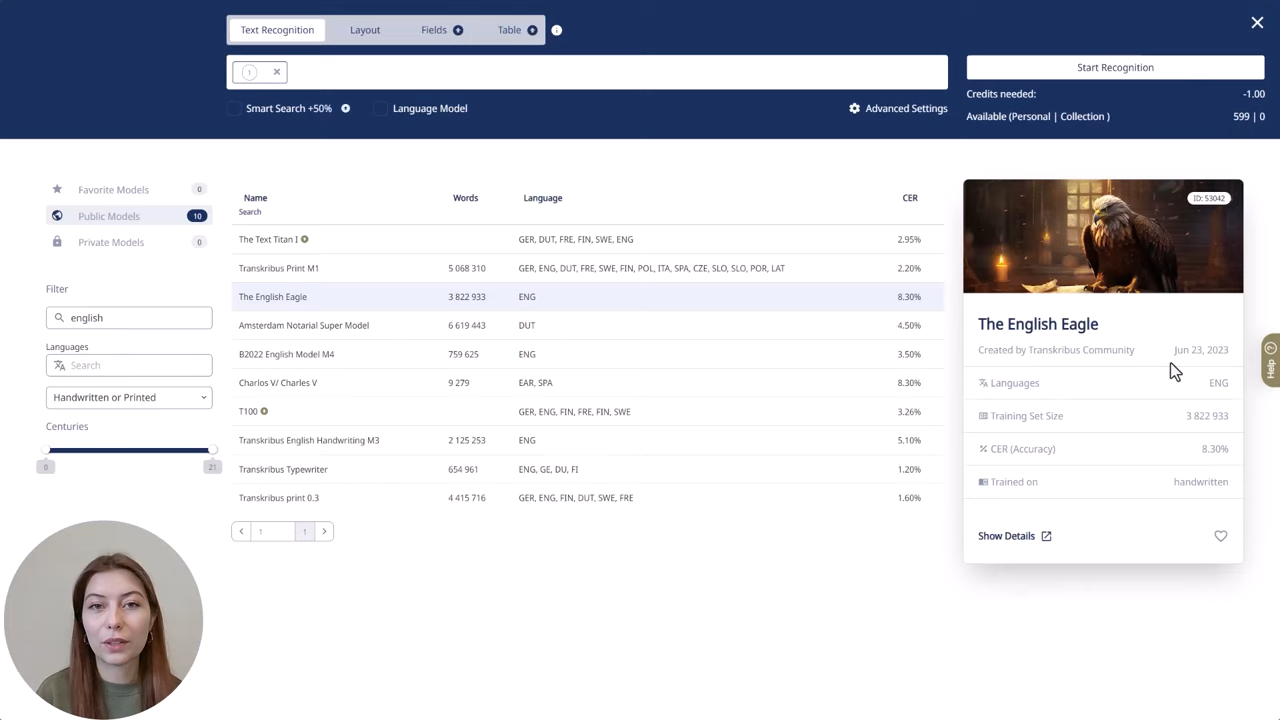 Text Recognition Layout Fields Table
1
Start Recognition
Smart Search +50% Language Model Advanced Settings
Credits needed: -1.00
Available (Personal | Collection ) 599 | 0
Favorite Models 0
Public Models 10
Private Models 0
Filter
english
Languages
Search
Handwritten or Printed
Centuries
0 21
Name Words Language CER
Search
The Text Titan I GER, DUT, FRE, FIN, SWE, ENG 2.95%
Transkribus Print M1 5 068 310 GER, ENG, DUT, FRE, SWE, FIN, POL, ITA, SPA, CZE, SLO, SLO, POR, LAT 2.20%
The English Eagle 3 822 933 ENG 8.30%
Amsterdam Notarial Super Model 6 619 443 DUT 4.50%
B2022 English Model M4 759 625 ENG 3.50%
Charlos V/ Charles V 9 279 EAR, SPA 8.30%
T100 GER, ENG, FIN, FRE, FIN, SWE 3.26%
Transkribus English Handwriting M3 2 125 253 ENG 5.10%
Transkribus Typewriter 654 961 ENG, GE, DU, FI 1.20%
Transkribus print 0.3 4 415 716 GER, ENG, FIN, DUT, SWE, FRE 1.60%
1 1
ID: 53042
The English Eagle
Created by Transkribus Community Jun 23, 2023
Languages ENG
Training Set Size 3 822 933
CER (Accuracy) 8.30%
Trained on handwritten
Show Details
Help